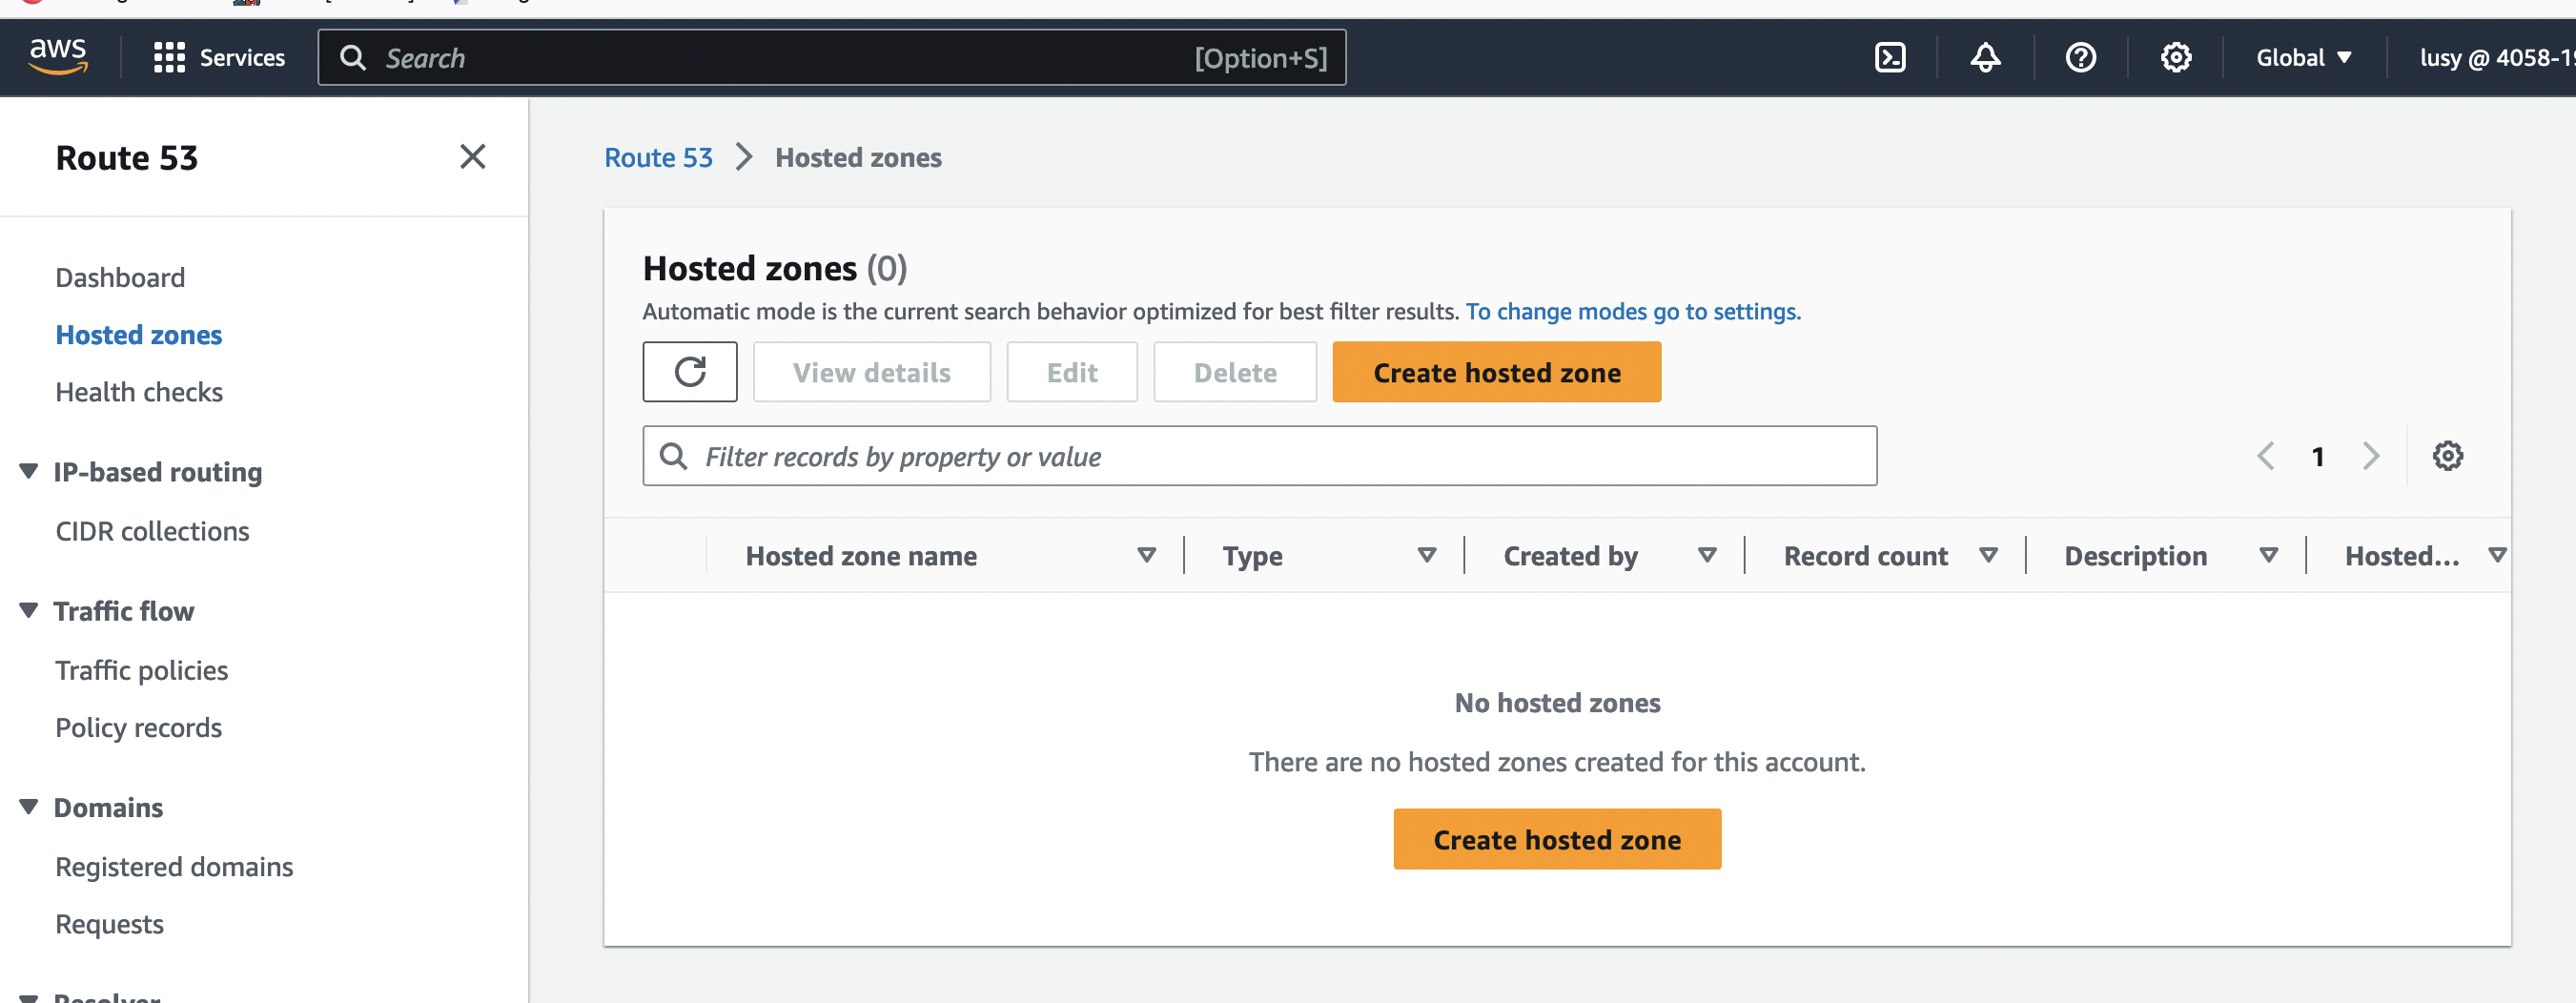 aws
Services
Search
[Option+S]
Global
lusy @ 4058-1
Route 53
Dashboard
Hosted zones
Health checks
IP-based routing
CIDR collections
Traffic flow
Traffic policies
Policy records
Domains
Registered domains
Requests
Resolver
Route 53 > Hosted zones
Hosted zones (0)
Automatic mode is the current search behavior optimized for best filter results. To change modes go to settings.
View details
Edit
Delete
Create hosted zone
Filter records by property or value
1
Hosted zone name
Type
Created by
Record count
Description
Hosted...
No hosted zones
There are no hosted zones created for this account.
Create hosted zone